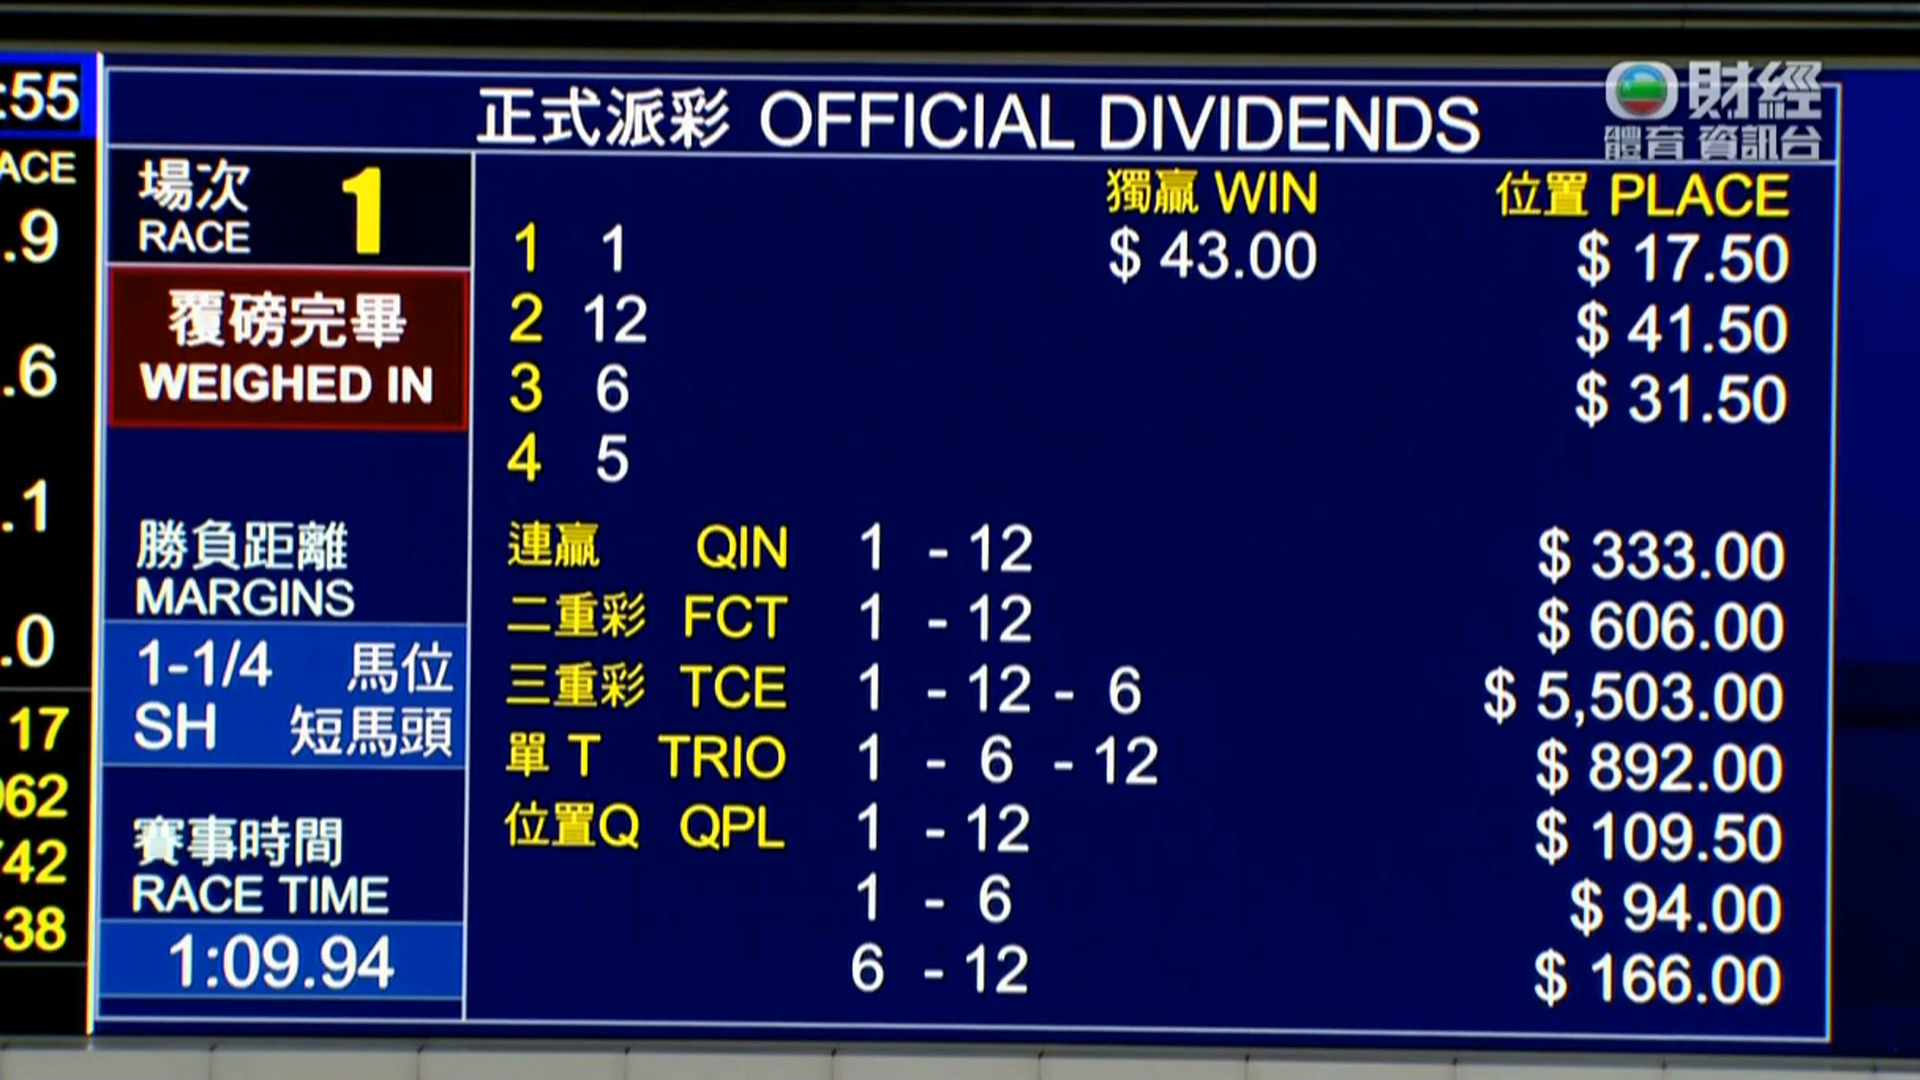 正式派彩 OFFICIAL DIVIDENDS
財經
體育 資訊台
:55
場次
RACE 1
獨贏 WIN 位置 PLACE
1 1 $ 43.00 $ 17.50
2 12 $ 41.50
3 6 $ 31.50
4 5
覆磅完畢
WEIGHED IN
勝負距離
MARGINS
1-1/4 馬位
SH 短馬頭
賽事時間
RACE TIME
1:09.94
連贏 QIN 1 - 12 $ 333.00
二重彩 FCT 1 - 12 $ 606.00
三重彩 TCE 1 - 12 - 6 $ 5,503.00
單 T TRIO 1 - 6 - 12 $ 892.00
位置Q QPL 1 - 12 $ 109.50
1 - 6 $ 94.00
6 - 12 $ 166.00
ACE
.9
.6
.1
.0
17
62
42
38